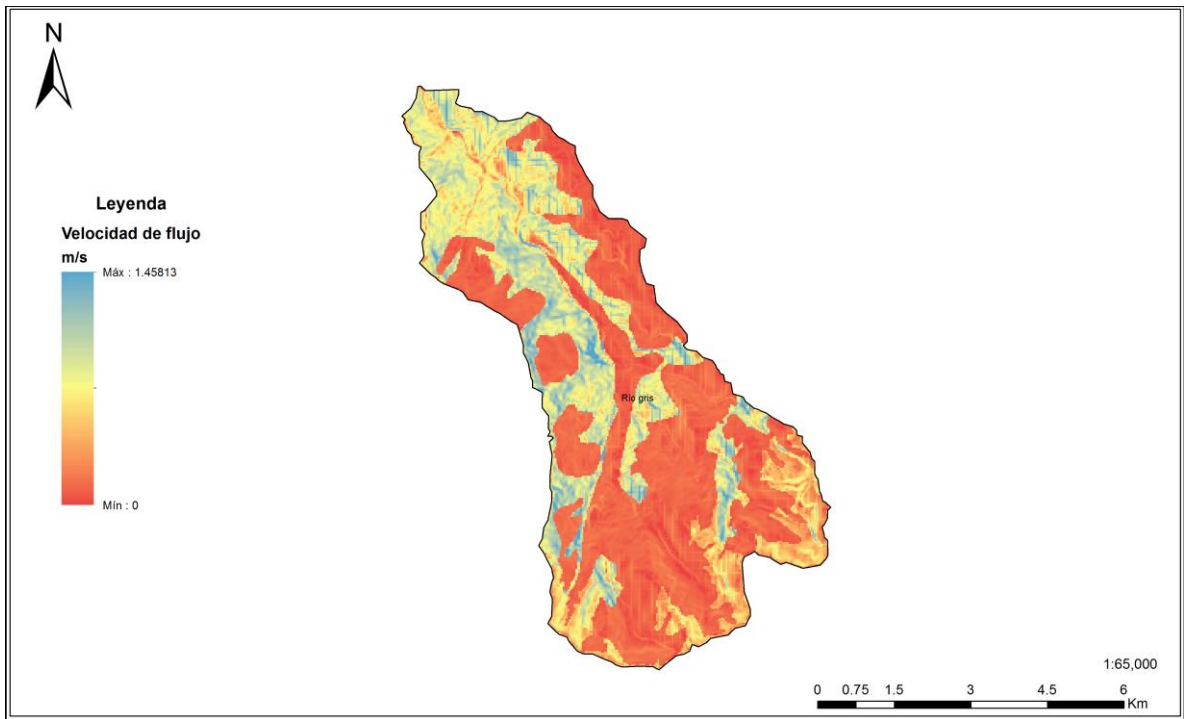 N
Leyenda
Velocidad de flujo
m/s
Máx : 1.45813
Mín : 0
Río gris
1:65,000
0 0.75 1.5 3 4.5 6
Km